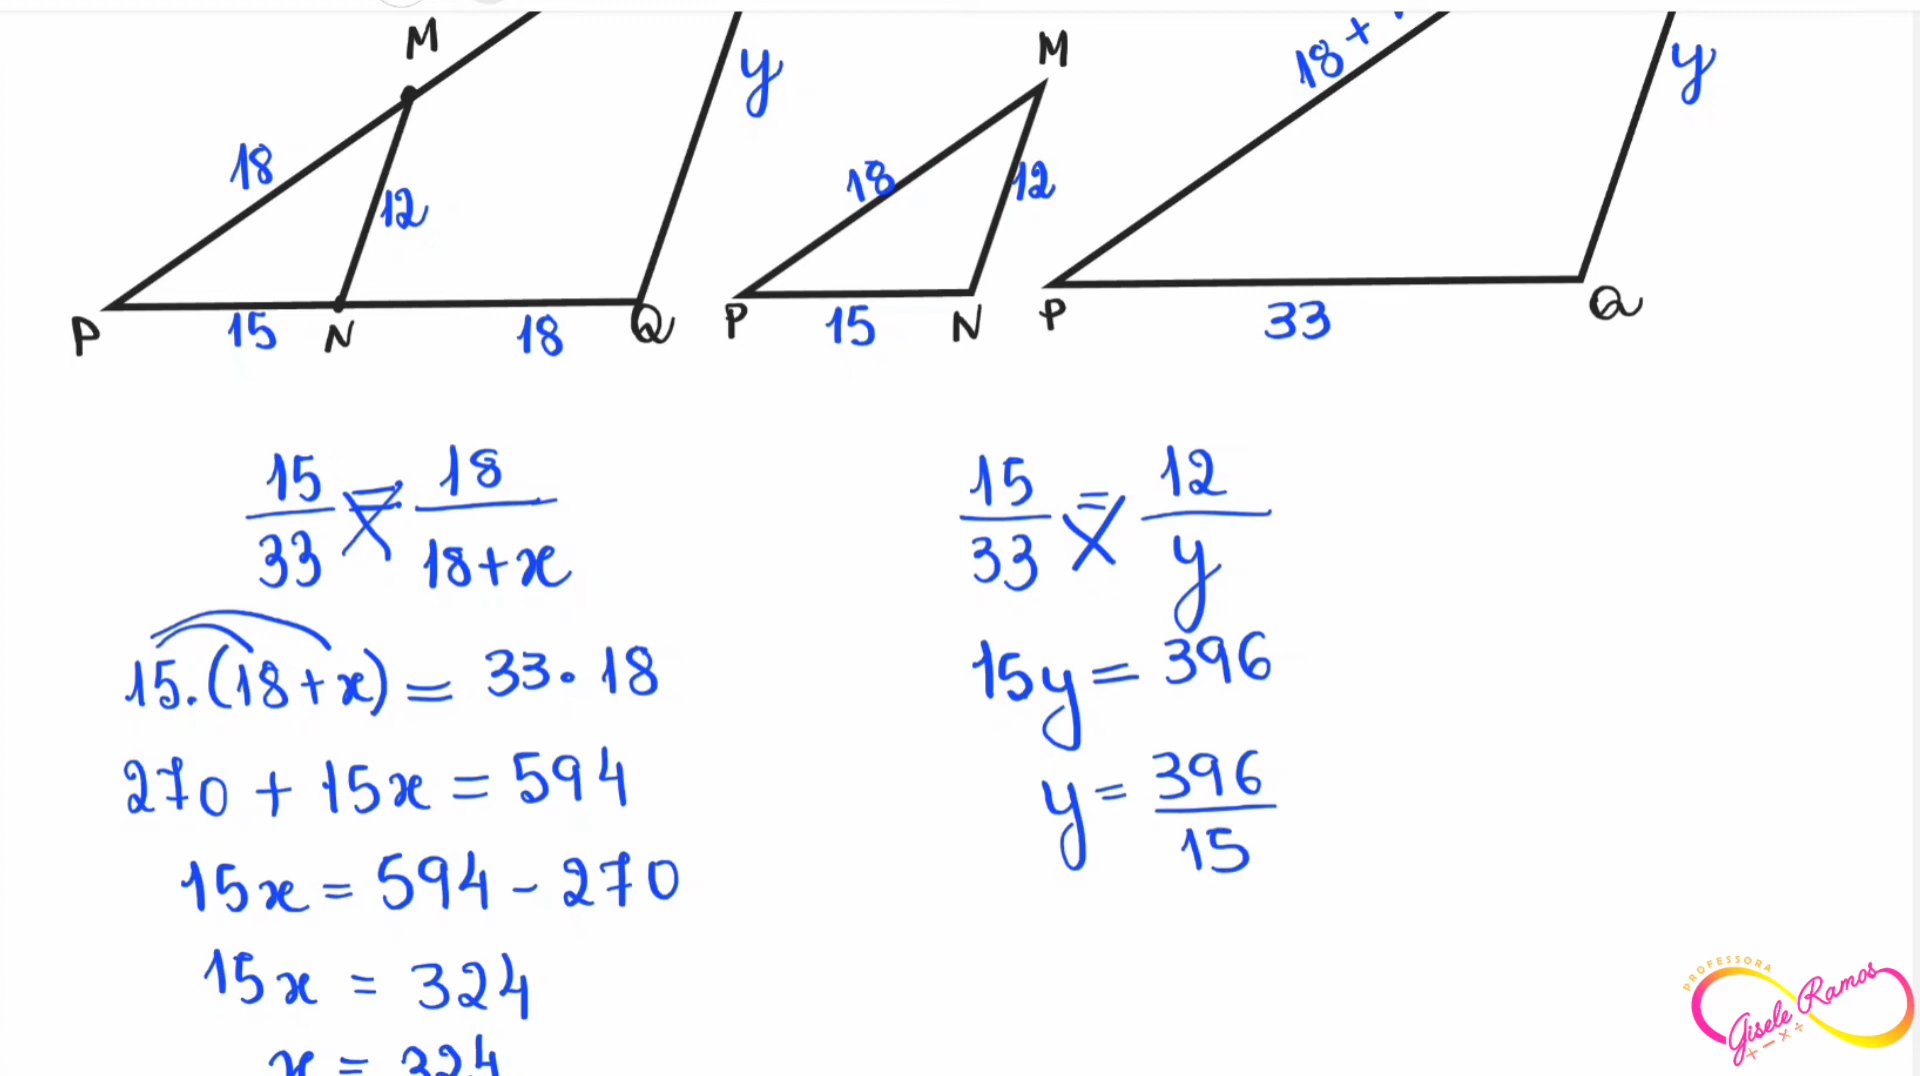 M
y
18
12
P
15
N
18
Q
M
18
12
P
15
N
18+
y
P
33
Q
15/33 = 18/18+x
15.(18+x) = 33.18
270 + 15x = 594
15x = 594 - 270
15x = 324
x = 324
15/33 = 12/y
15y = 396
y = 396/15
PROFESSORA
Gisele Ramos
+ − × ÷